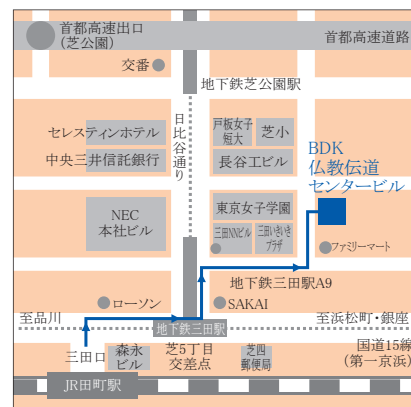 首都高速出口
(芝公園)
首都高速道路
交番
地下鉄芝公園駅
日比谷通り
セレスティンホテル
中央三井信託銀行
戸板女子
短大
芝小
長谷工ビル
BDK
仏教伝道
センタービル
NEC
本社ビル
東京女子学園
三田NNビル
三田いきいき
プラザ
ファミリーマート
地下鉄三田駅A9
ローソン
SAKAI
至品川
至浜松町・銀座
地下鉄三田駅
三田口
森永
ビル
芝5丁目
交差点
芝四
郵便局
国道15線
(第一京浜)
JR田町駅